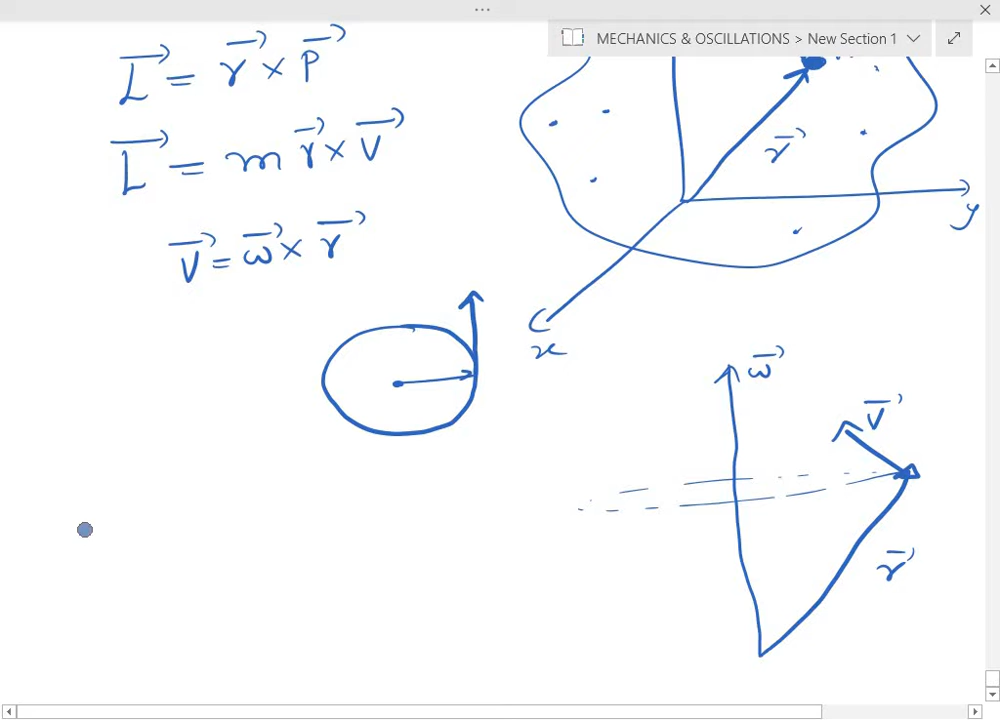 MECHANICS & OSCILLATIONS > New Section 1
L⃗ = r⃗ × P⃗
L⃗ = m r⃗ × V⃗
V⃗ = ω⃗ × r⃗
r⃗
y
x
ω⃗
V⃗
r⃗